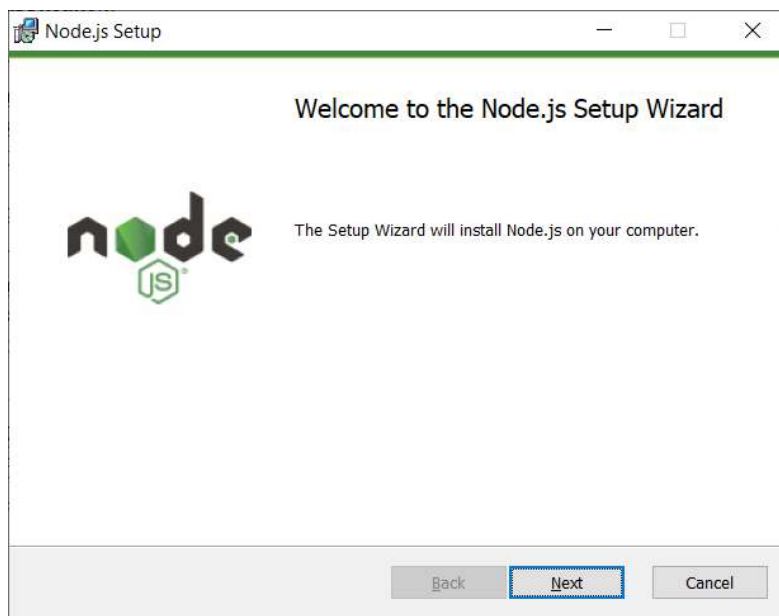 Node.js Setup
Welcome to the Node.js Setup Wizard
node
JS®
The Setup Wizard will install Node.js on your computer.
Back
Next
Cancel